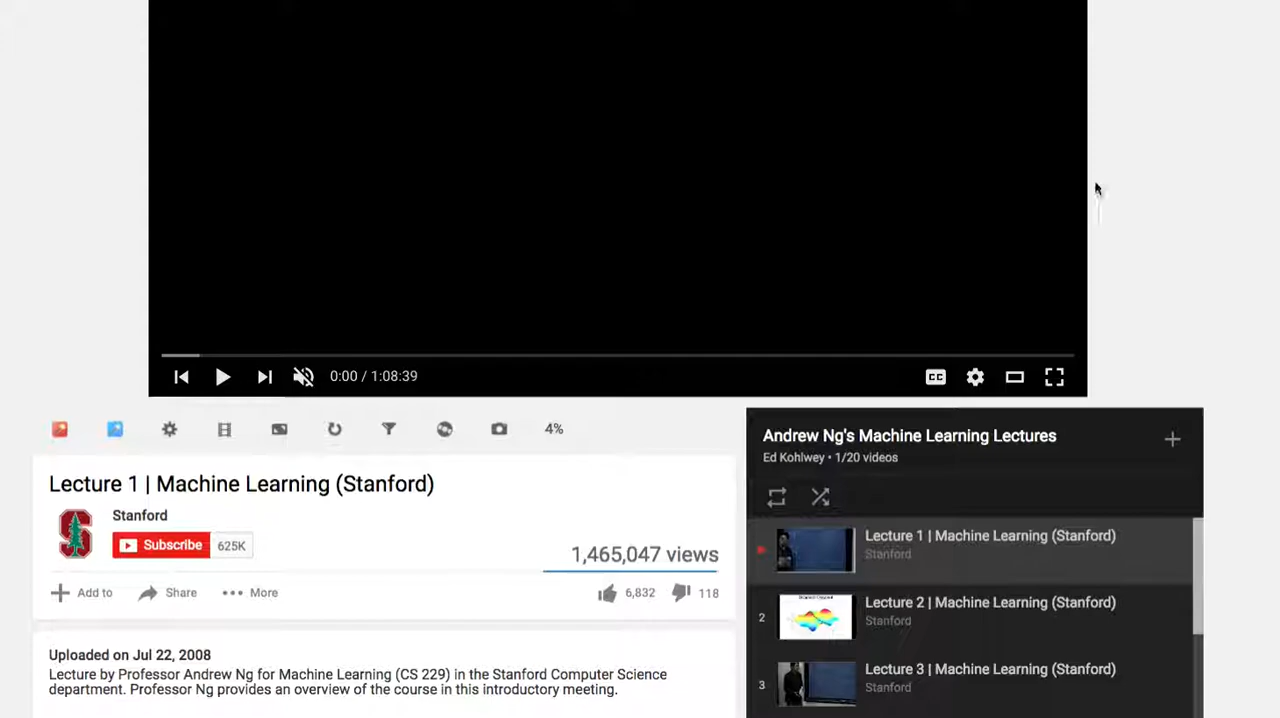 0:00 / 1:08:39
CC
4%
Lecture 1 | Machine Learning (Stanford)
Stanford
Subscribe 625K
1,465,047 views
Add to Share More 6,832 118
Uploaded on Jul 22, 2008
Lecture by Professor Andrew Ng for Machine Learning (CS 229) in the Stanford Computer Science
department. Professor Ng provides an overview of the course in this introductory meeting.
Andrew Ng's Machine Learning Lectures
Ed Kohlwey • 1/20 videos
Lecture 1 | Machine Learning (Stanford)
Stanford
2
Lecture 2 | Machine Learning (Stanford)
Stanford
3
Lecture 3 | Machine Learning (Stanford)
Stanford